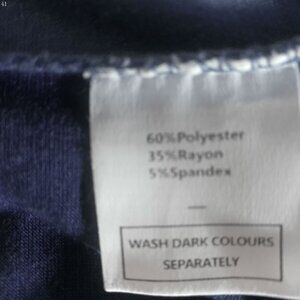 60%Polyester
35%Rayon
5%Spandex
WASH DARK COLOURS
SEPARATELY